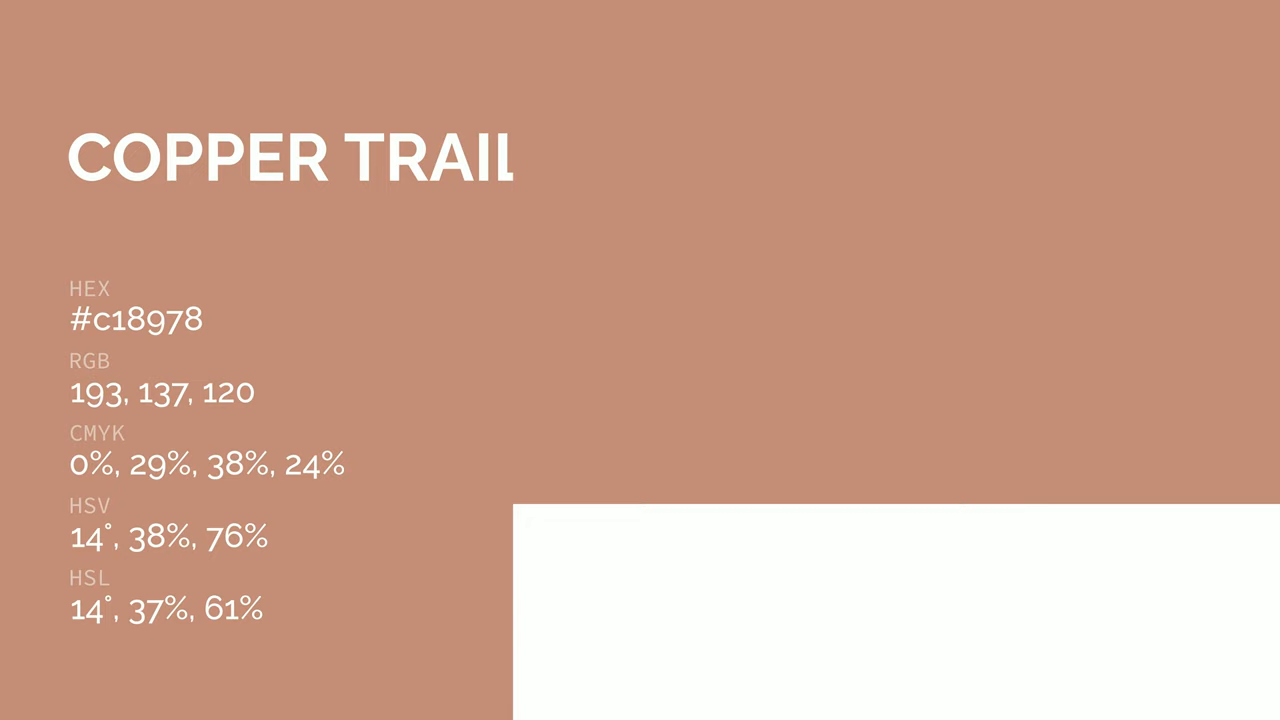 COPPER TRAIL
HEX
#c18978
RGB
193, 137, 120
CMYK
0%, 29%, 38%, 24%
HSV
14°, 38%, 76%
HSL
14°, 37%, 61%